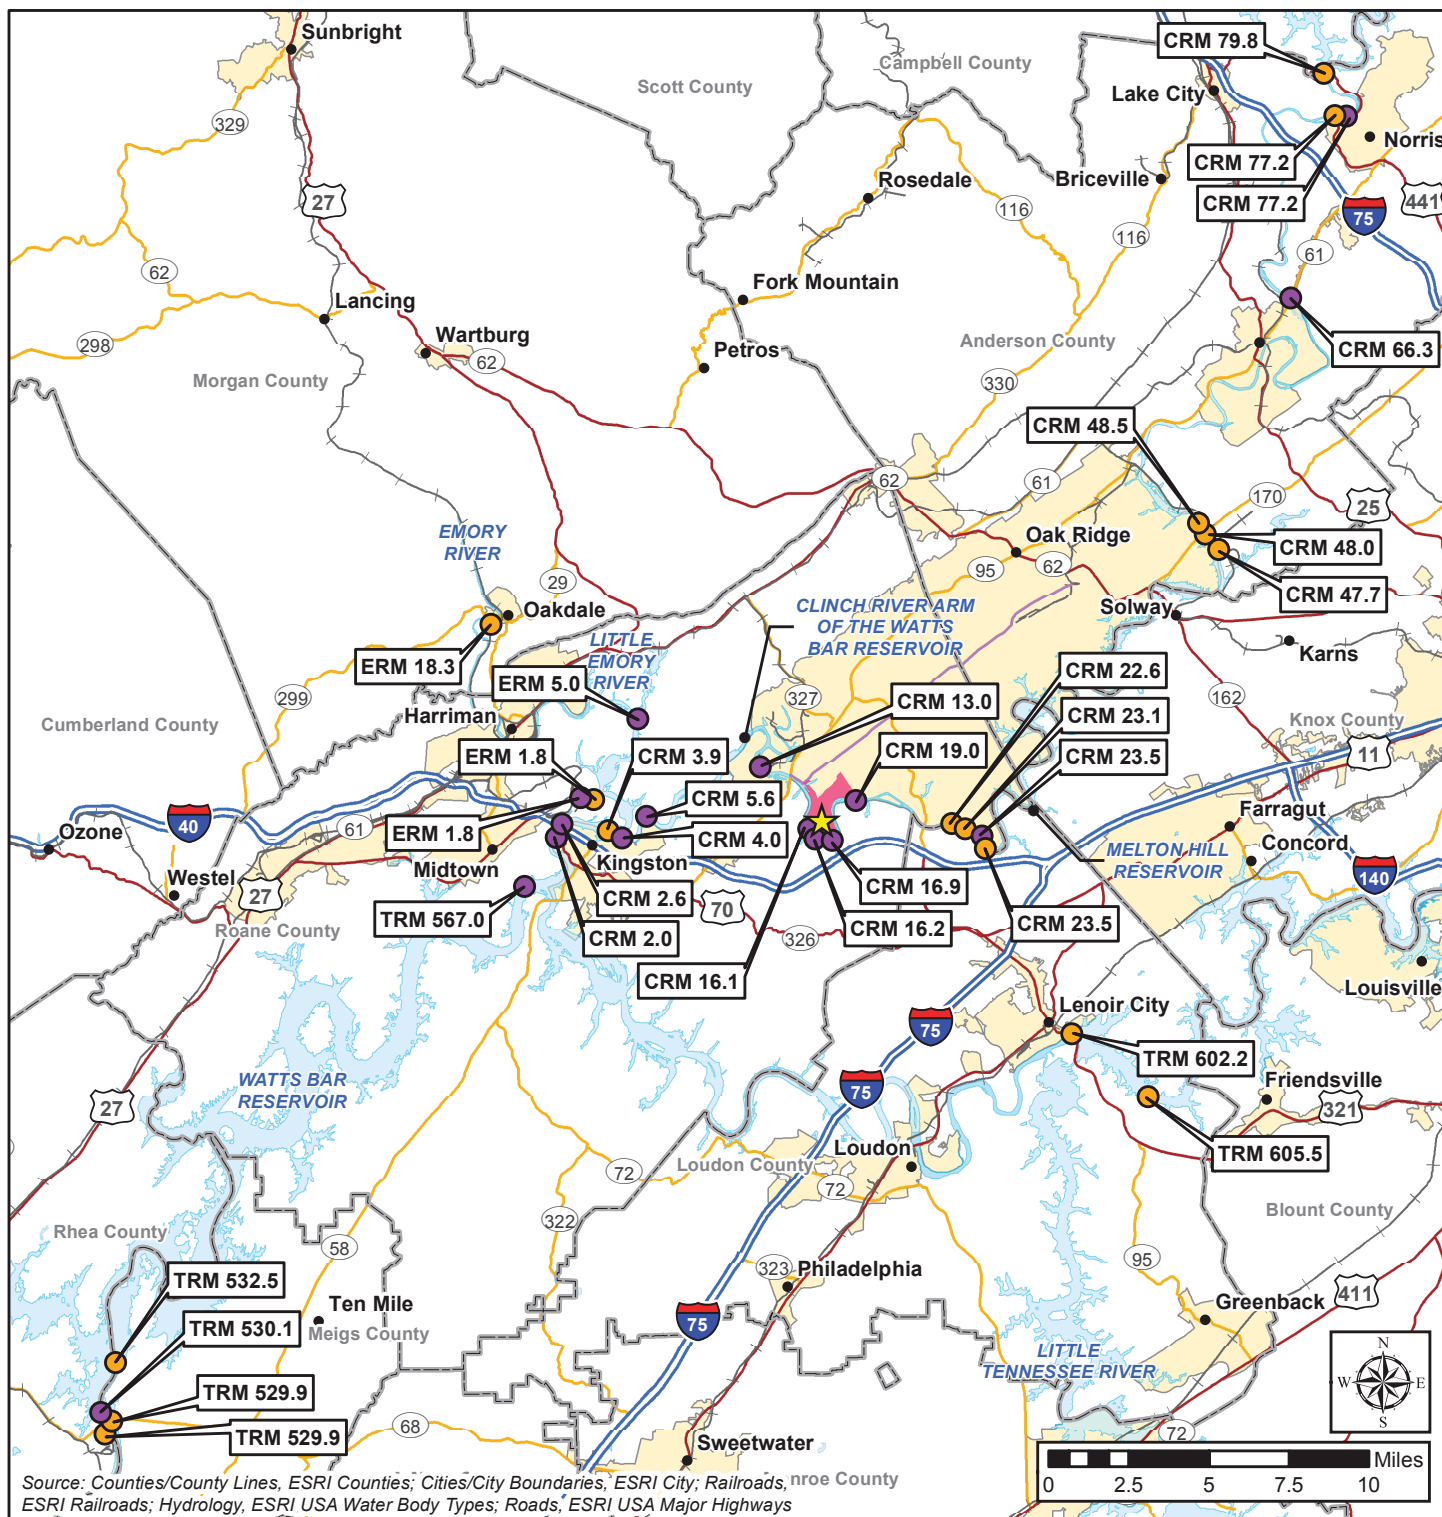 Sunbright
Scott County
Campbell County
CRM 79.8
Lake City
329
Norris
CRM 77.2
Briceville
Rosedale
27
CRM 77.2
441
75
116
116
61
62
Fork Mountain
Lancing
298
Wartburg
62
Anderson County
CRM 66.3
Petros
Morgan County
330
CRM 48.5
62
61
170
25
EMORY
RIVER
Oak Ridge
CRM 48.0
95
62
29
CRM 47.7
Oakdale
CLINCH RIVER ARM
OF THE WATTS
BAR RESERVOIR
Solway
LITTLE
EMORY
RIVER
Karns
ERM 18.3
CRM 22.6
ERM 5.0
299
327
CRM 13.0
162
Harriman
CRM 23.1
Cumberland County
Knox County
ERM 1.8
CRM 3.9
CRM 19.0
CRM 23.5
11
CRM 5.6
Farragut
40
61
Ozone
ERM 1.8
CRM 4.0
Concord
Midtown
Kingston
MELTON HILL
RESERVOIR
Westel
27
140
CRM 16.9
CRM 2.6
70
TRM 567.0
CRM 23.5
Roane County
CRM 2.0
326
CRM 16.2
CRM 16.1
Louisville
Lenoir City
75
TRM 602.2
WATTS BAR
RESERVOIR
75
Friendsville
27
321
Loudon
TRM 605.5
Loudon County
72
72
Blount County
Rhea County
322
58
95
TRM 532.5
323
Philadelphia
411
Ten Mile
Greenback
TRM 530.1
Meigs County
75
N
LITTLE
TENNESSEE RIVER
W
E
TRM 529.9
S
68
72
TRM 529.9
Sweetwater
Miles
0 2.5 5 7.5 10
Source: Counties/County Lines, ESRI Counties; Cities/City Boundaries, ESRI City; Railroads,
nroe County
ESRI Railroads; Hydrology, ESRI USA Water Body Types; Roads, ESRI USA Major Highways